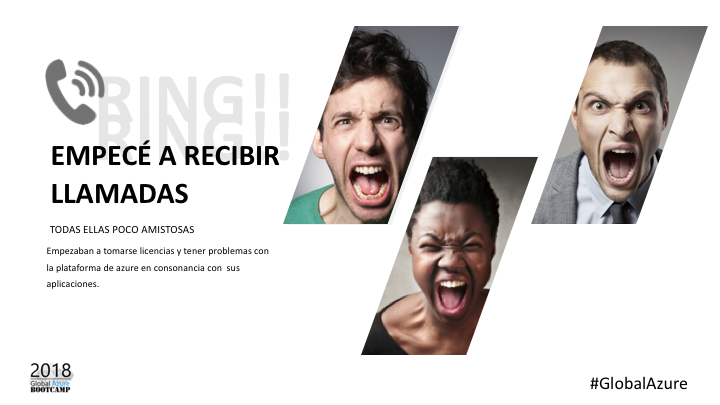 RING!!
RING!!
EMPECÉ A RECIBIR
LLAMADAS
TODAS ELLAS POCO AMISTOSAS
Empezaban a tomarse licencias y tener problemas con
la plataforma de azure en consonancia con sus
aplicaciones.
2018
Global Azure
BOOTCAMP
#GlobalAzure